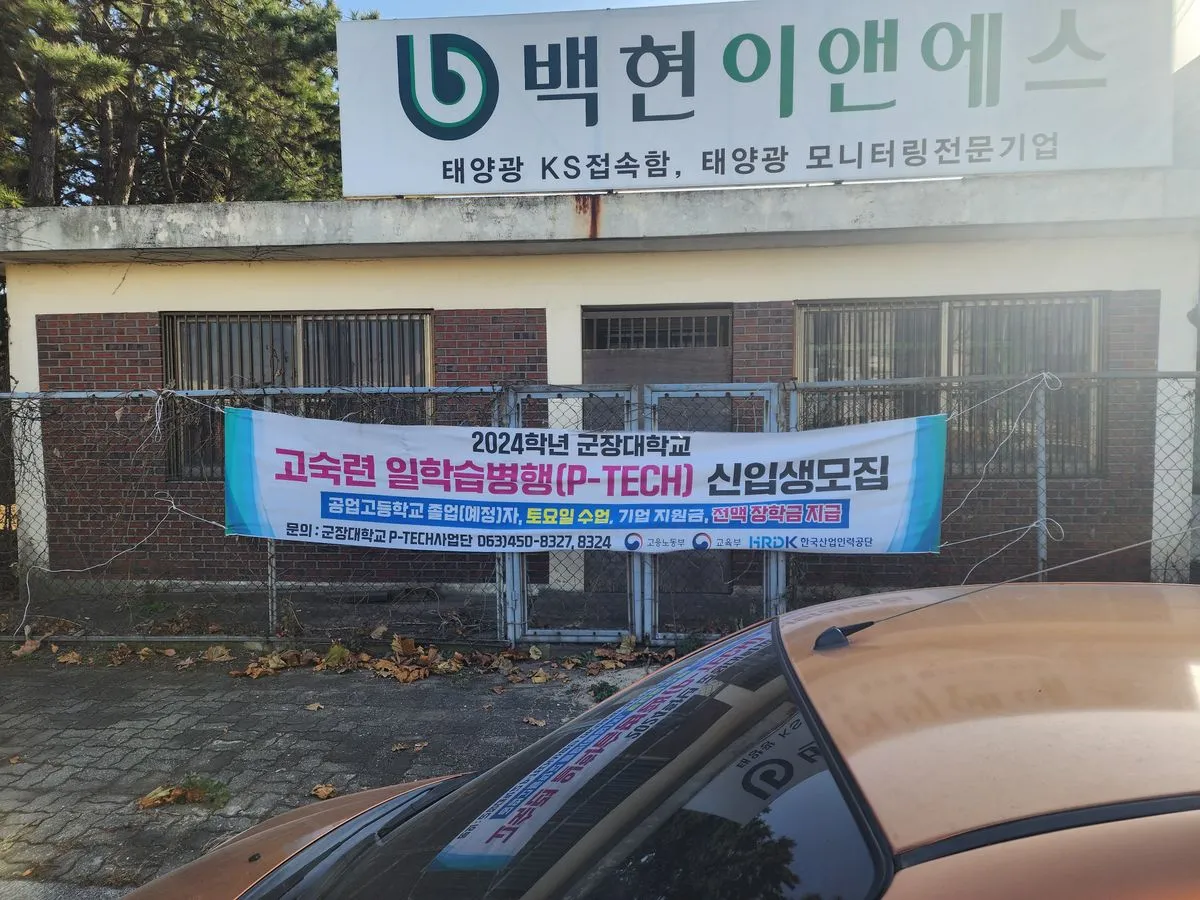 백현이앤에스
태양광 KS접속함, 태양광 모니터링전문기업
2024학년 군장대학교
고숙련 일학습병행(P-TECH) 신입생모집
공업고등학교 졸업(예정)자, 토요일 수업, 기업 지원금, 전액 장학금 지급
문의 : 군장대학교 P-TECH사업단 063)450-8327, 8324 고용노동부 교육부 HRDK 한국산업인력공단